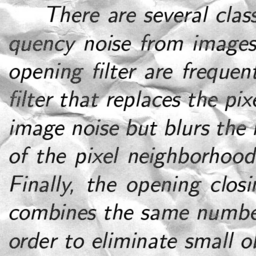 There are several class
quency noise from images
opening filter are frequent
filter that replaces the pixe
image noise but blurs the
of the pixel neighborhood
Finally, the opening closi
combines the same numbe
order to eliminate small